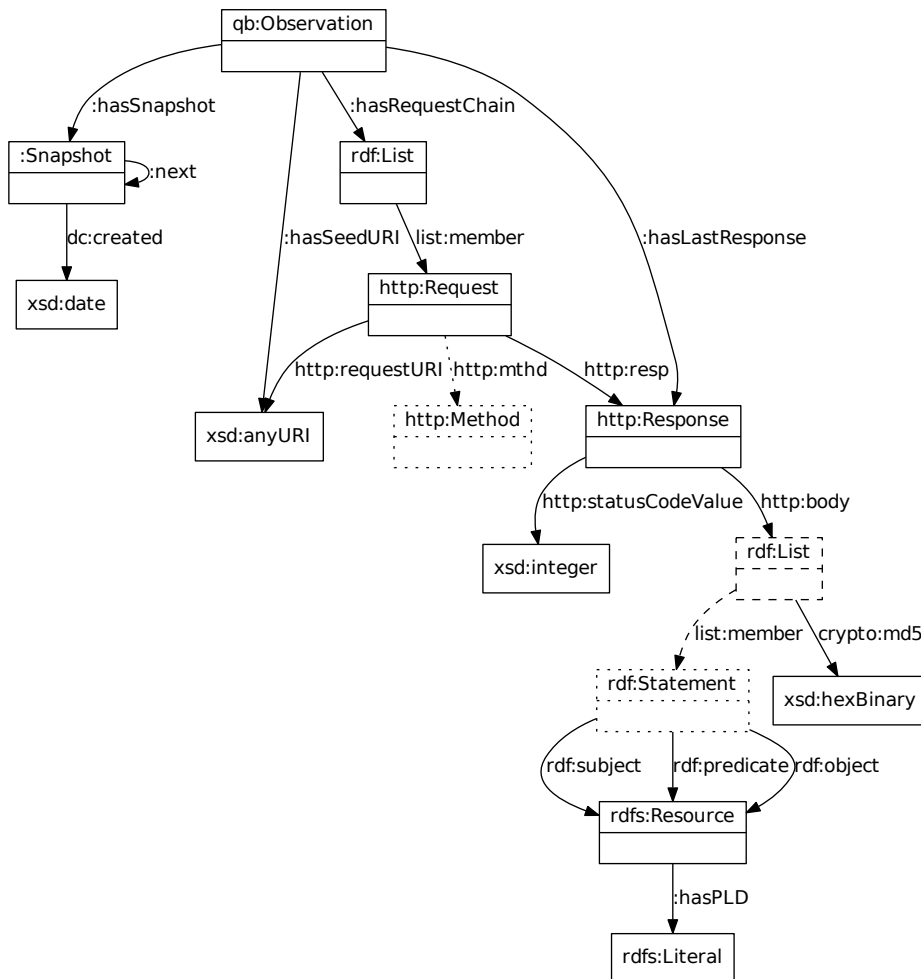 qb:Observation
:hasSnapshot
:hasRequestChain
:Snapshot
:next
rdf:List
dc:created
:hasSeedURI
list:member
:hasLastResponse
xsd:date
http:Request
http:requestURI
http:mthd
http:resp
xsd:anyURI
http:Method
http:Response
http:statusCodeValue
http:body
xsd:integer
rdf:List
list:member
crypto:md5
rdf:Statement
xsd:hexBinary
rdf:subject
rdf:predicate
rdf:object
rdfs:Resource
:hasPLD
rdfs:Literal